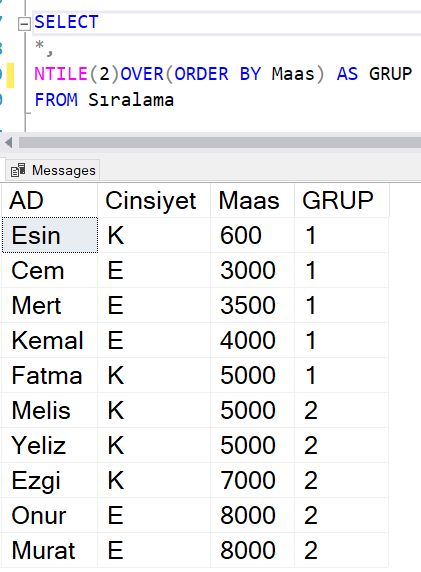 SELECT
*,
NTILE(2)OVER(ORDER BY Maas) AS GRUP
FROM Sıralama
Messages
AD Cinsiyet Maas GRUP
Esin K 600 1
Cem E 3000 1
Mert E 3500 1
Kemal E 4000 1
Fatma K 5000 1
Melis K 5000 2
Yeliz K 5000 2
Ezgi K 7000 2
Onur E 8000 2
Murat E 8000 2